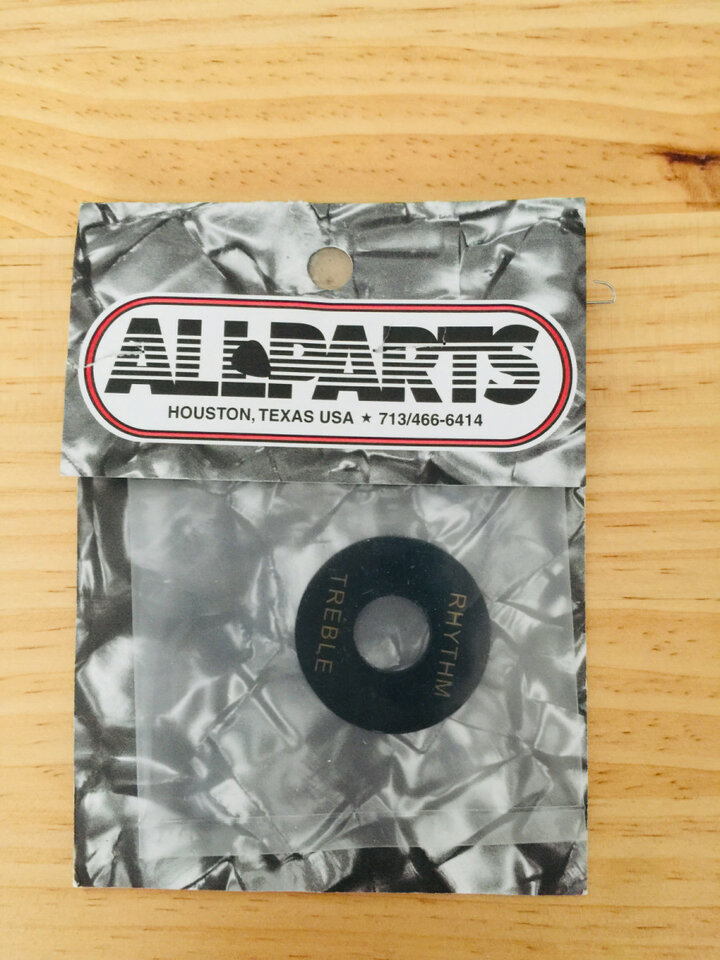 ALLPARTS
HOUSTON, TEXAS USA ★ 713/466-6414
RHYTHM
TREBLE